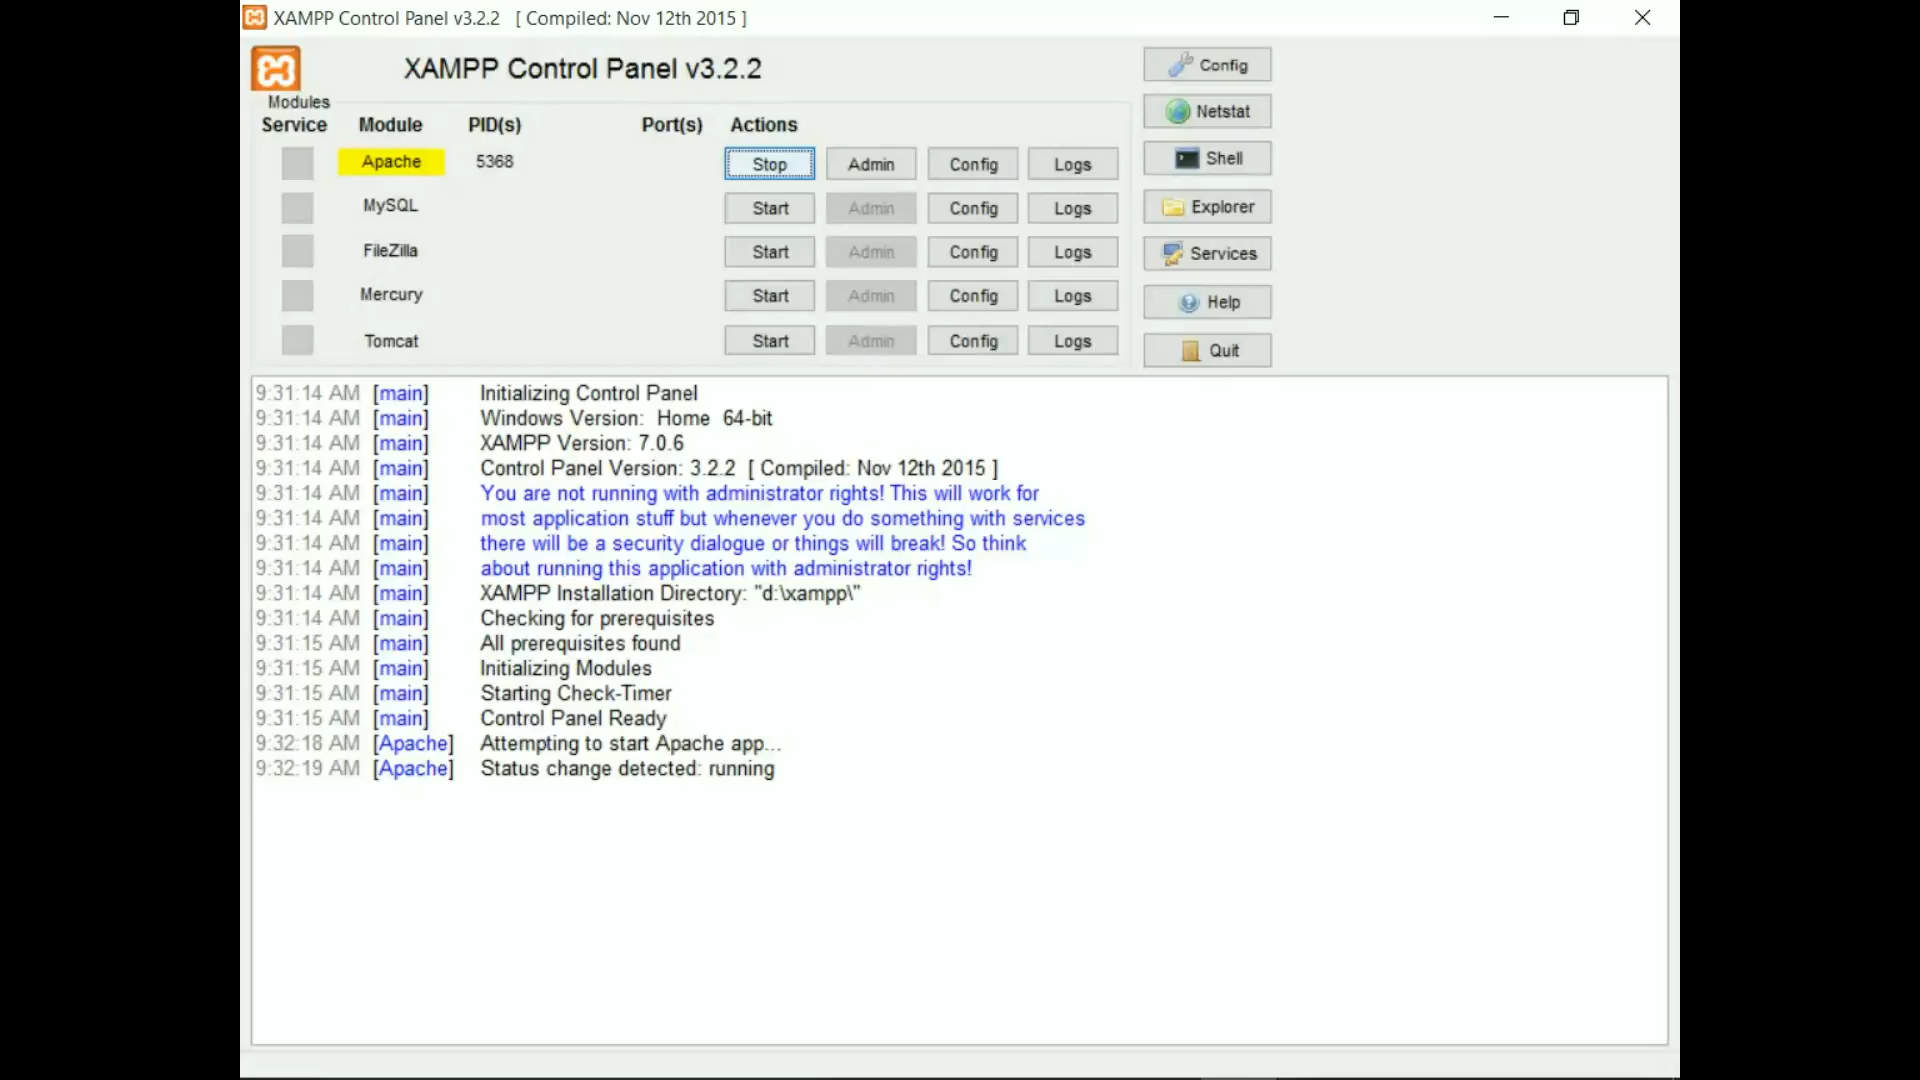 XAMPP Control Panel v3.2.2 [ Compiled: Nov 12th 2015 ]
XAMPP Control Panel v3.2.2
Config
Netstat
Shell
Explorer
Services
Help
Quit
Modules
Service Module PID(s) Port(s) Actions
Apache 5368 Stop Admin Config Logs
MySQL Start Admin Config Logs
FileZilla Start Admin Config Logs
Mercury Start Admin Config Logs
Tomcat Start Admin Config Logs
9:31:14 AM [main] Initializing Control Panel
9:31:14 AM [main] Windows Version: Home 64-bit
9:31:14 AM [main] XAMPP Version: 7.0.6
9:31:14 AM [main] Control Panel Version: 3.2.2 [ Compiled: Nov 12th 2015 ]
9:31:14 AM [main] You are not running with administrator rights! This will work for
9:31:14 AM [main] most application stuff but whenever you do something with services
9:31:14 AM [main] there will be a security dialogue or things will break! So think
9:31:14 AM [main] about running this application with administrator rights!
9:31:14 AM [main] XAMPP Installation Directory: "d:\xampp\"
9:31:14 AM [main] Checking for prerequisites
9:31:15 AM [main] All prerequisites found
9:31:15 AM [main] Initializing Modules
9:31:15 AM [main] Starting Check-Timer
9:31:15 AM [main] Control Panel Ready
9:32:18 AM [Apache] Attempting to start Apache app...
9:32:19 AM [Apache] Status change detected: running